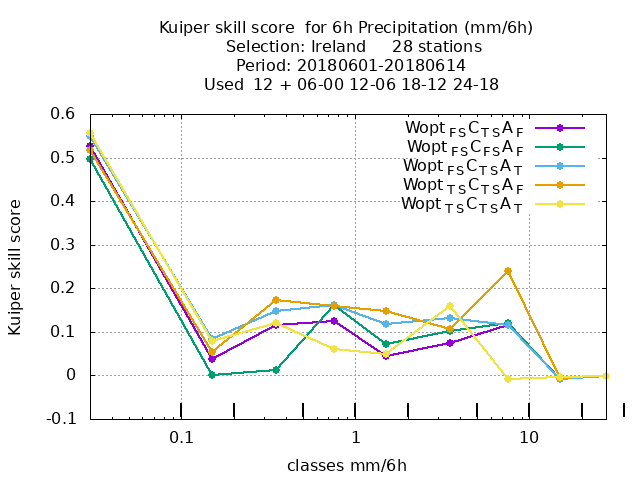 Kuiper skill score  for 6h Precipitation (mm/6h)
Selection: Ireland     28 stations
Period: 20180601-20180614
Used  12 + 06-00 12-06 18-12 24-18
Kuiper skill score
0.6
0.5
0.4
0.3
0.2
0.1
0
-0.1
Wopt FS C TS A F
Wopt FS C FS A F
Wopt FS C TS A T
Wopt TS C TS A F
Wopt TS C TS A T
0.1 1 10
classes mm/6h